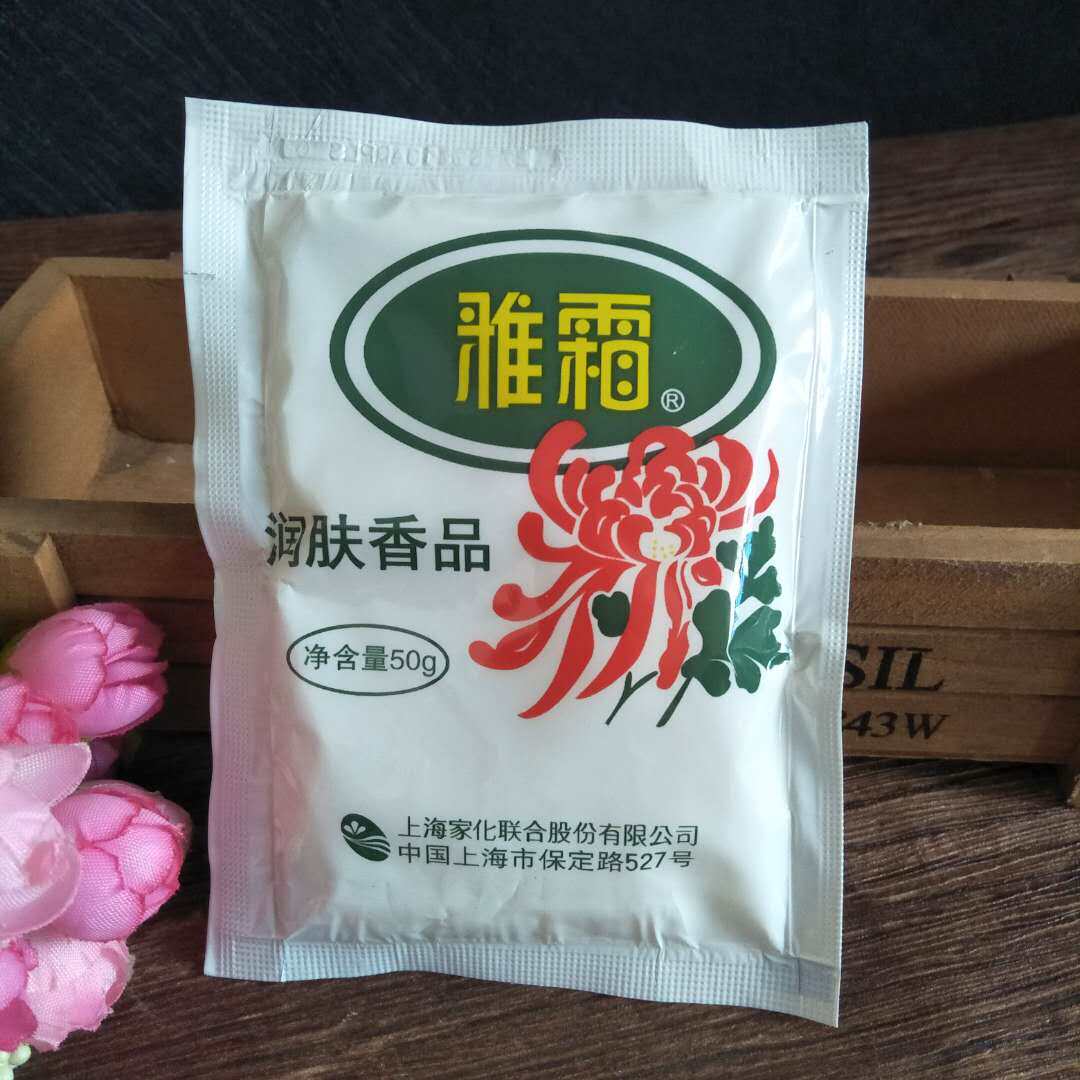 雅霜®
润肤香品
净含量50g
上海家化联合股份有限公司
中国上海市保定路527号
SIL
43W